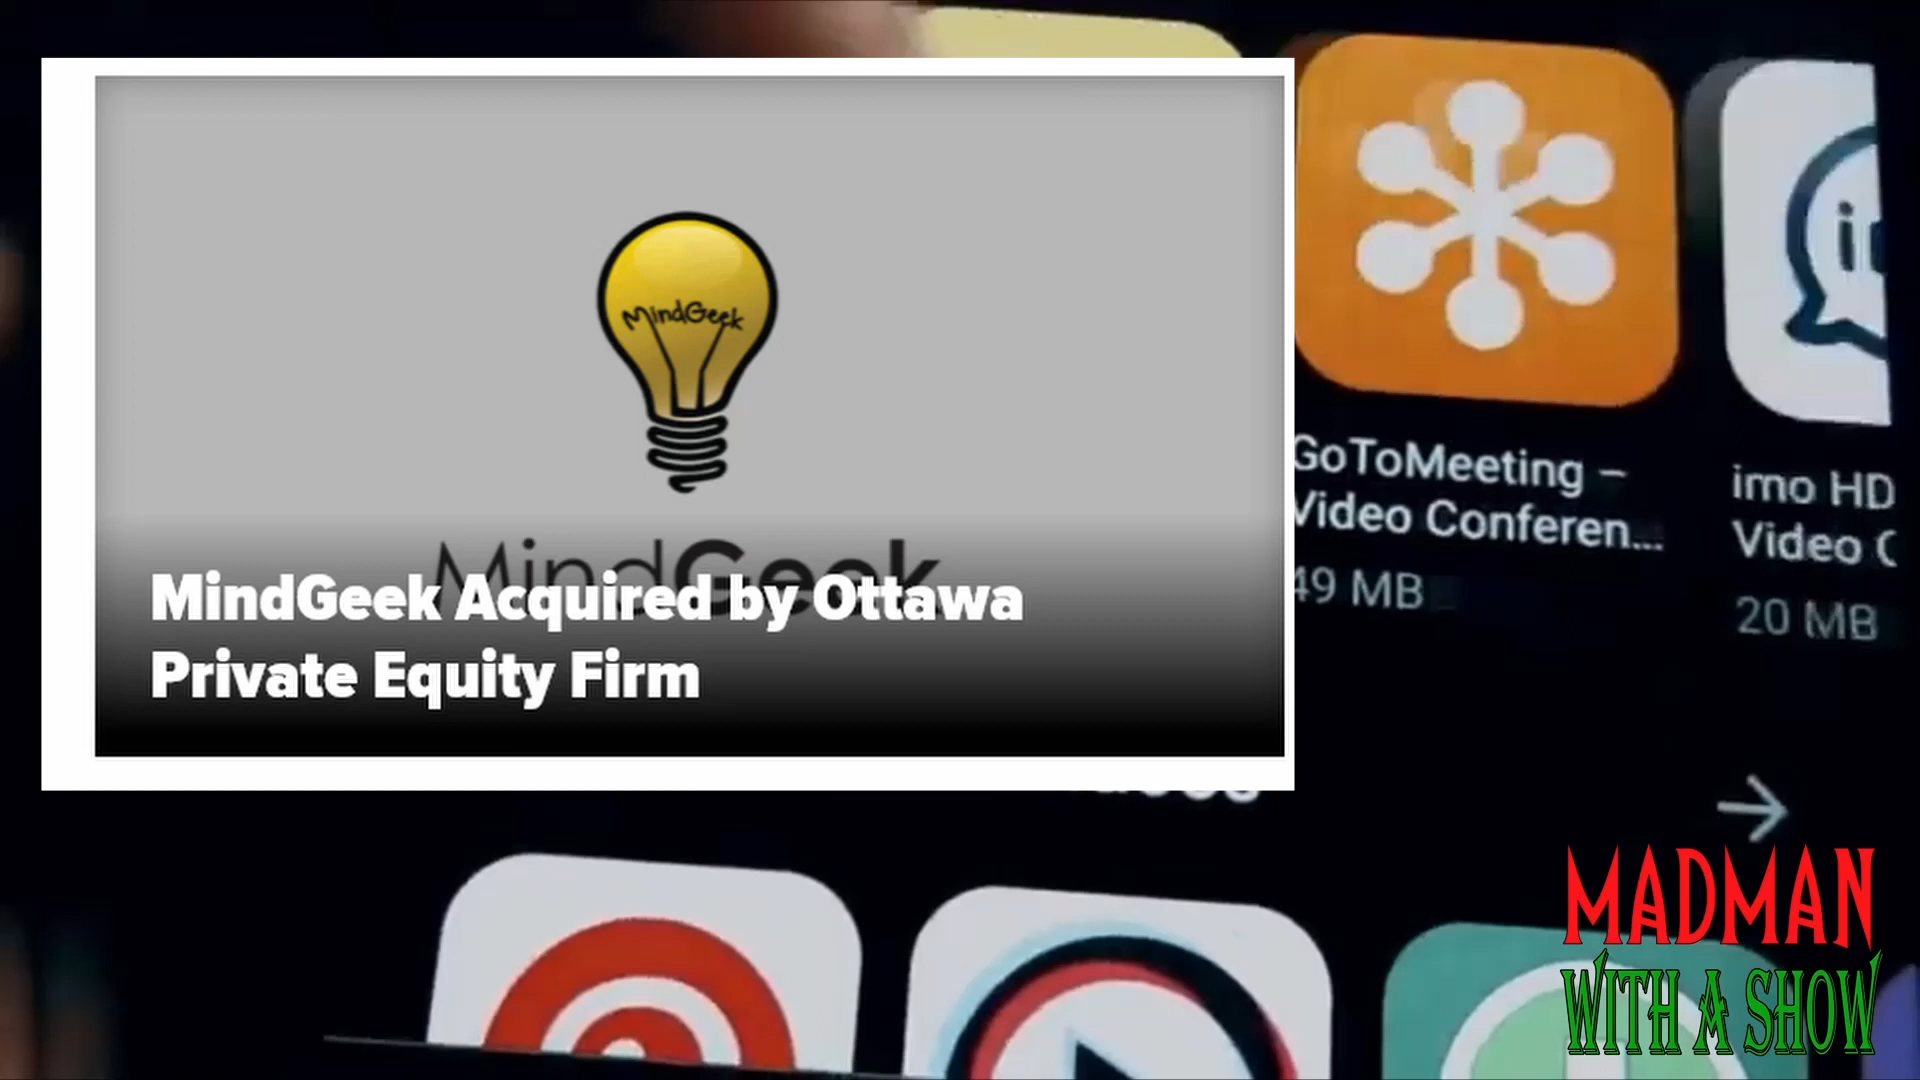 MindGeek
MindGeek
MindGeek Acquired by Ottawa
Private Equity Firm
GoToMeeting –
Video Conferen...
49 MB
imo HD
Video C
20 MB
MADMAN
WITH A SHOW